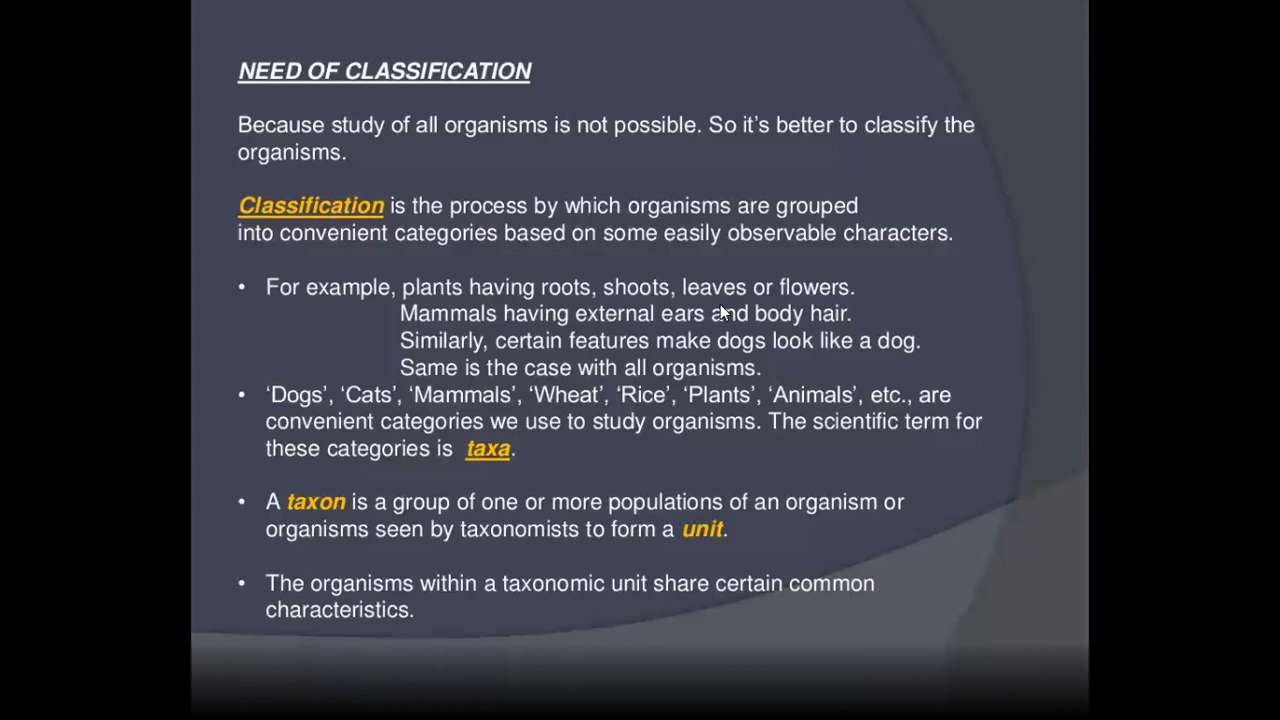 NEED OF CLASSIFICATION
Because study of all organisms is not possible. So it’s better to classify the
organisms.
Classification is the process by which organisms are grouped
into convenient categories based on some easily observable characters.
• For example, plants having roots, shoots, leaves or flowers.
Mammals having external ears and body hair.
Similarly, certain features make dogs look like a dog.
Same is the case with all organisms.
• ‘Dogs’, ‘Cats’, ‘Mammals’, ‘Wheat’, ‘Rice’, ‘Plants’, ‘Animals’, etc., are
convenient categories we use to study organisms. The scientific term for
these categories is taxa.
• A taxon is a group of one or more populations of an organism or
organisms seen by taxonomists to form a unit.
• The organisms within a taxonomic unit share certain common
characteristics.